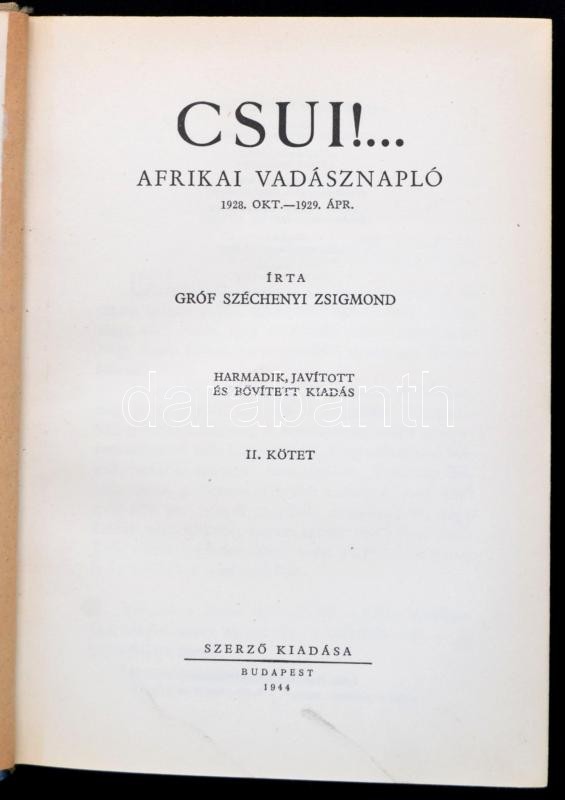 CSUI!...
AFRIKAI VADÁSZNAPLÓ
1928. OKT.—1929. ÁPR.
ÍRTA
GRÓF SZÉCHENYI ZSIGMOND
HARMADIK, JAVÍTOTT
ÉS BŐVÍTETT KIADÁS
darabanth
II. KÖTET
SZERZŐ KIADÁSA
BUDAPEST
1944